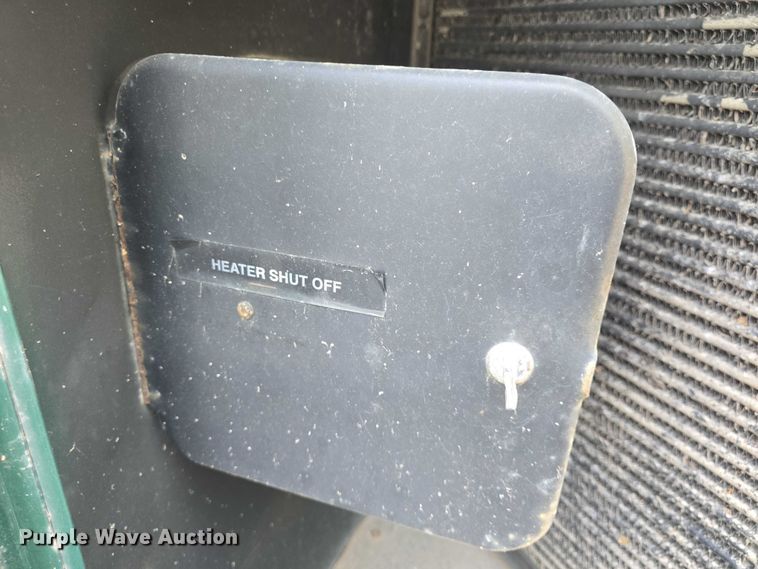 HEATER SHUT OFF
Purple Wave Auction